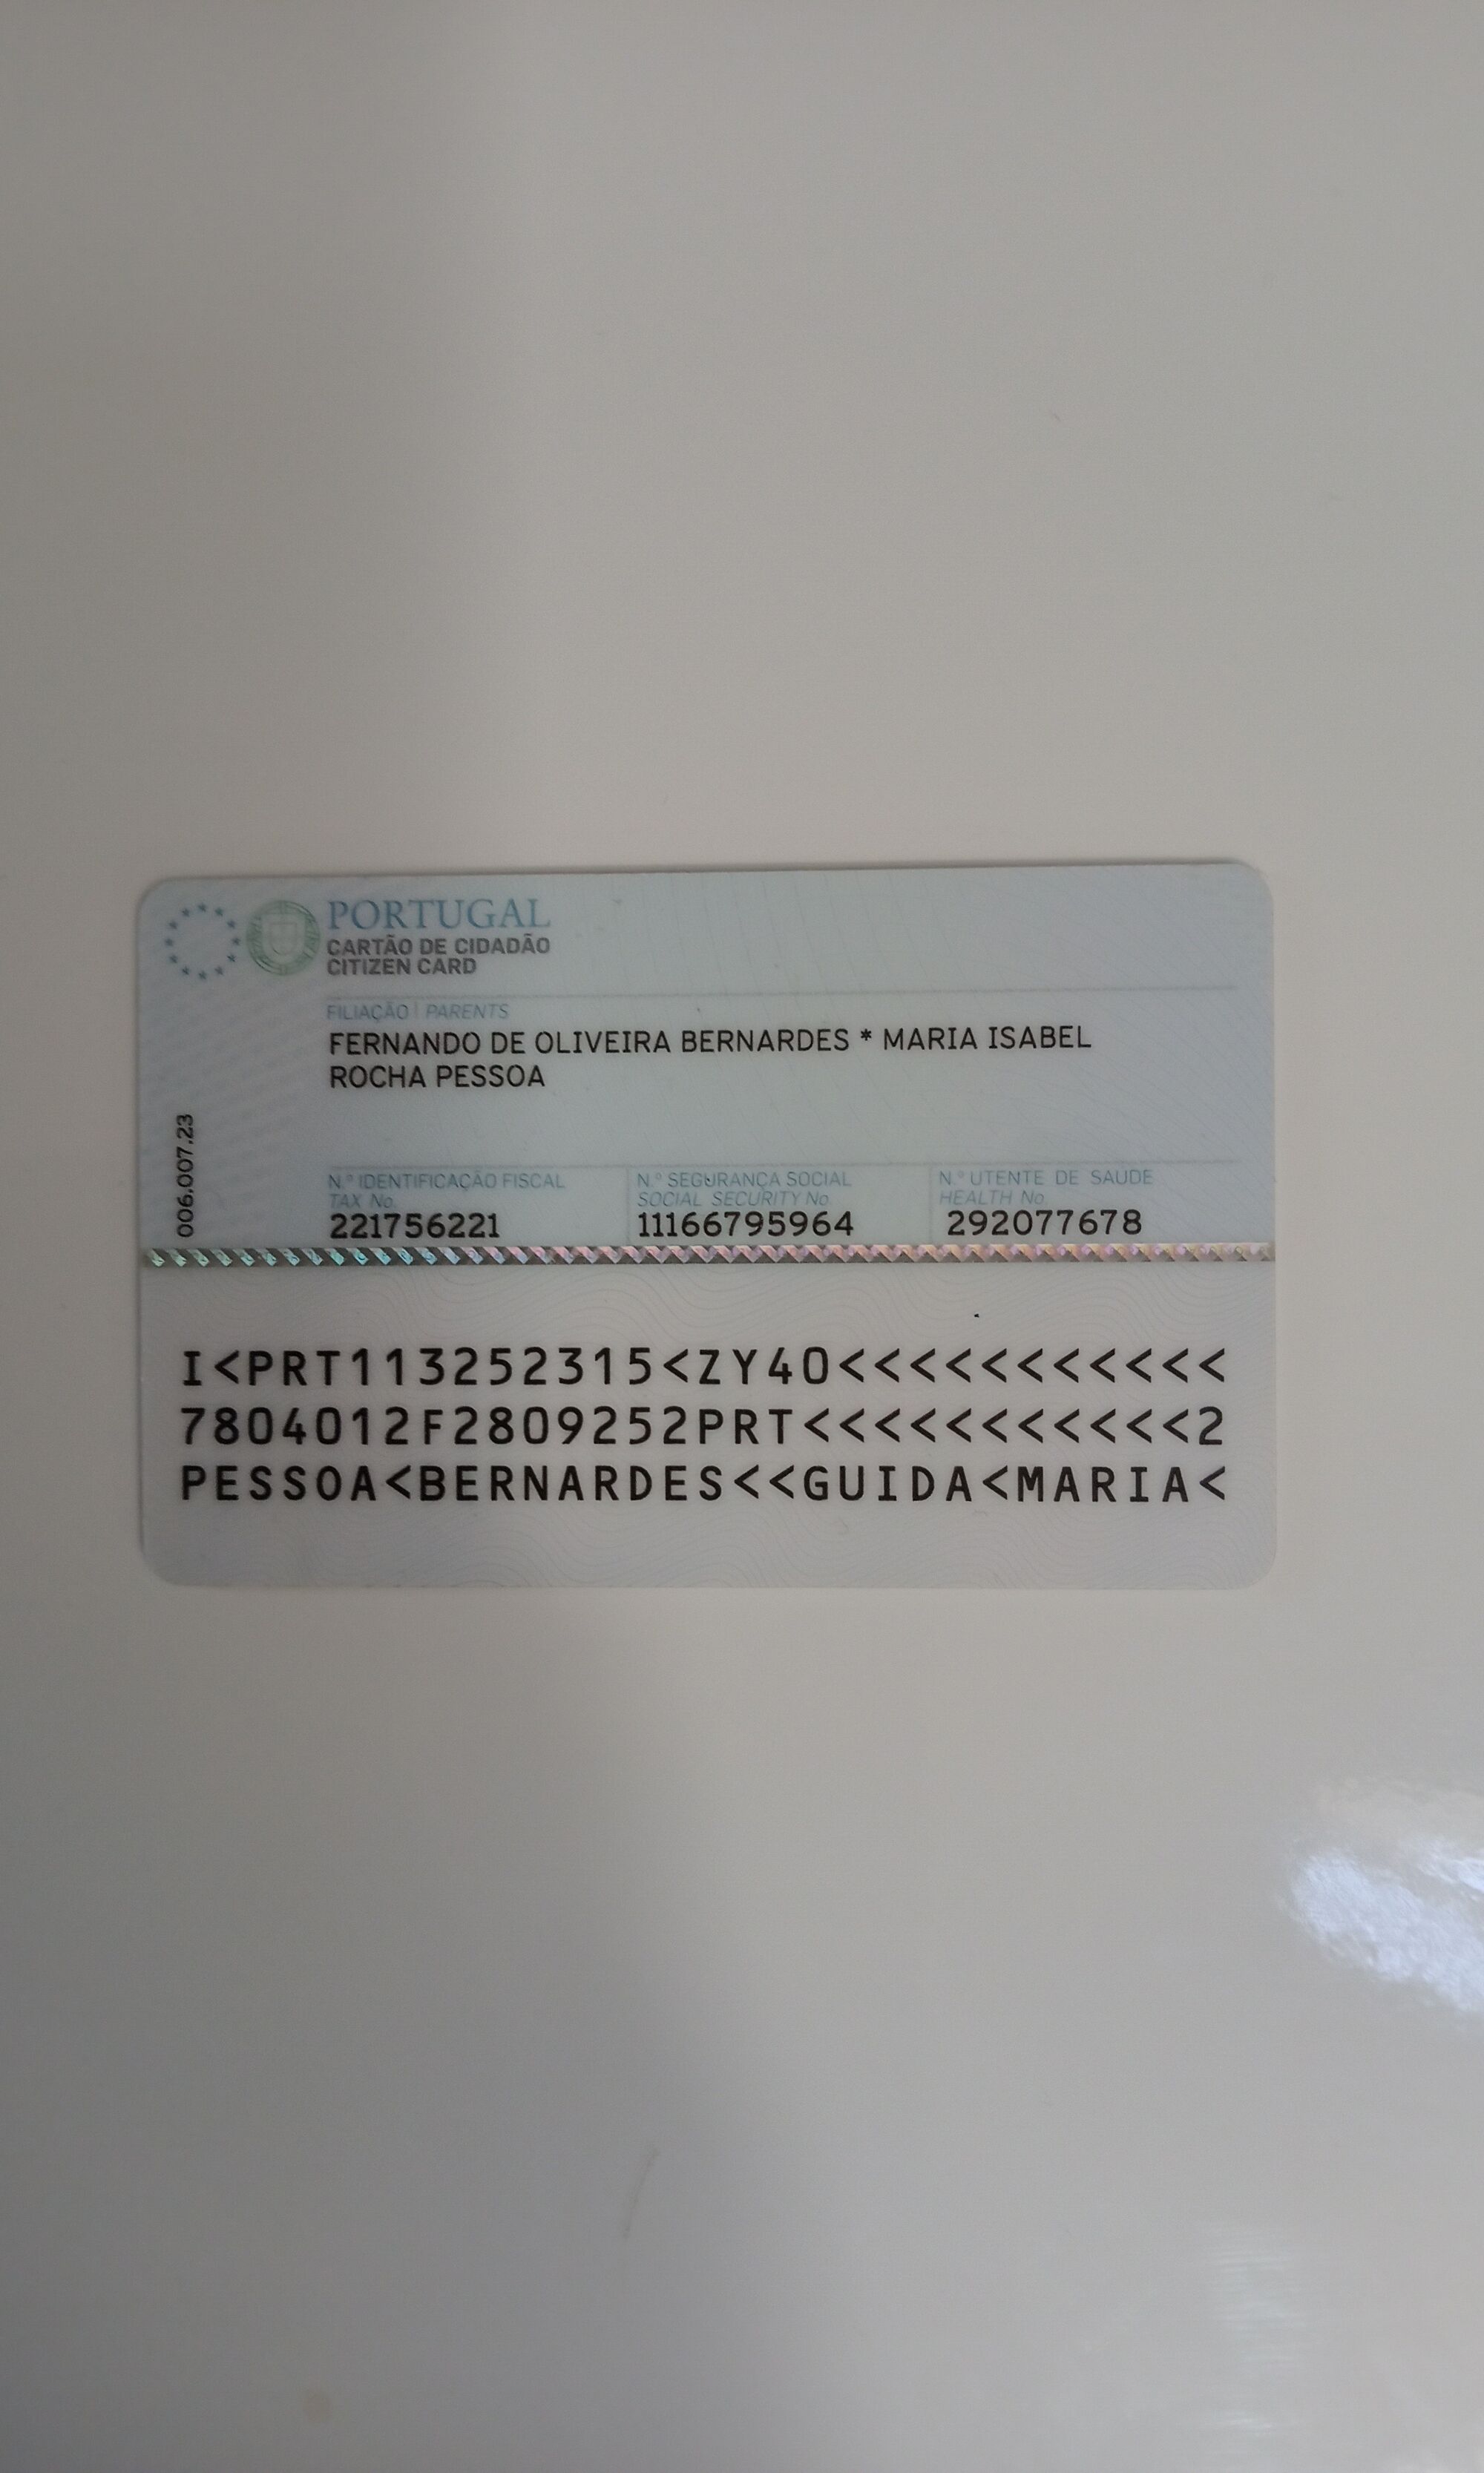 PORTUGAL
CARTÃO DE CIDADÃO
CITIZEN CARD
FILIAÇÃO | PARENTS
FERNANDO DE OLIVEIRA BERNARDES * MARIA ISABEL
ROCHA PESSOA
006.007.23
N.º IDENTIFICAÇÃO FISCAL N.º SEGURANÇA SOCIAL N.º UTENTE DE SAÚDE
TAX No. SOCIAL SECURITY No. HEALTH No.
221756221 11166795964 292077678
I<PRT113252315<ZY40<<<<<<<<<<<
7804012F2809252PRT<<<<<<<<<<<2
PESSOA<BERNARDES<<GUIDA<MARIA<